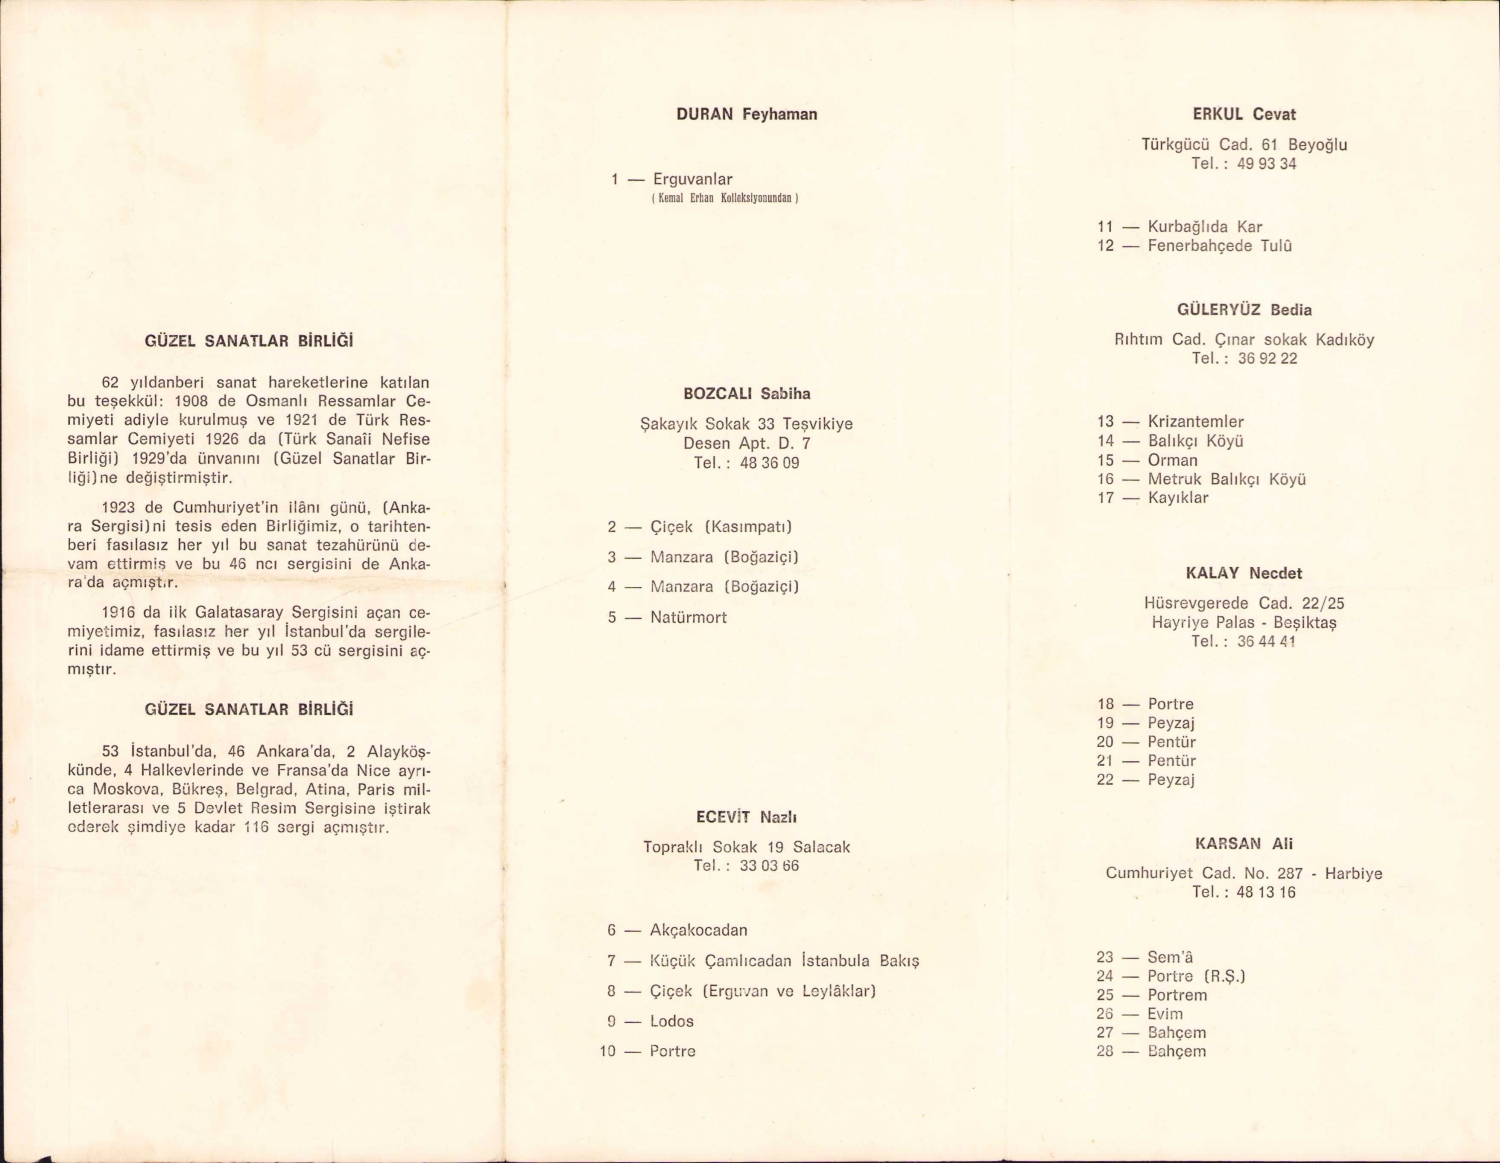 GÜZEL SANATLAR BİRLİĞİ
62 yıldanberi sanat hareketlerine katılan
bu teşekkül: 1908 de Osmanlı Ressamlar Ce-
miyeti adiyle kurulmuş ve 1921 de Türk Res-
samlar Cemiyeti 1926 da (Türk Sanaîi Nefise
Birliği) 1929'da ünvanını (Güzel Sanatlar Bir-
liği)ne değiştirmiştir.
1923 de Cumhuriyet'in ilânı günü, (Anka-
ra Sergisi)ni tesis eden Birliğimiz, o tarihten-
beri fasılasız her yıl bu sanat tezahürünü de-
vam ettirmiş ve bu 46 ncı sergisini de Anka-
ra'da açmıştır.
1916 da ilk Galatasaray Sergisini açan ce-
miyetimiz, fasılasız her yıl İstanbul'da sergile-
rini idame ettirmiş ve bu yıl 53 cü sergisini aç-
mıştır.
GÜZEL SANATLAR BİRLİĞİ
53 İstanbul'da, 46 Ankara'da, 2 Alayköş-
künde, 4 Halkevlerinde ve Fransa'da Nice ayrı-
ca Moskova, Bükreş, Belgrad, Atina, Paris mil-
letlerarası ve 5 Devlet Resim Sergisine iştirak
ederek şimdiye kadar 116 sergi açmıştır.
DURAN Feyhaman
1 — Erguvanlar
( Kemal Erhan Kolleksiyonundan )
BOZCALI Sabiha
Şakayık Sokak 33 Teşvikiye
Desen Apt. D. 7
Tel. : 48 36 09
2 — Çiçek (Kasımpatı)
3 — Manzara (Boğaziçi)
4 — Manzara (Boğaziçi)
5 — Natürmort
ECEVİT Nazlı
Topraklı Sokak 19 Salacak
Tel. : 33 03 66
6 — Akçakocadan
7 — Küçük Çamlıcadan İstanbula Bakış
8 — Çiçek (Erguvan ve Leylâklar)
9 — Lodos
10 — Portre
ERKUL Cevat
Türkgücü Cad. 61 Beyoğlu
Tel. : 49 93 34
11 — Kurbağlıda Kar
12 — Fenerbahçede Tulû
GÜLERYÜZ Bedia
Rıhtım Cad. Çınar sokak Kadıköy
Tel. : 36 92 22
13 — Krizantemler
14 — Balıkçı Köyü
15 — Orman
16 — Metruk Balıkçı Köyü
17 — Kayıklar
KALAY Necdet
Hüsrevgerede Cad. 22/25
Hayriye Palas - Beşiktaş
Tel. : 36 44 41
18 — Portre
19 — Peyzaj
20 — Pentür
21 — Pentür
22 — Peyzaj
KARSAN Ali
Cumhuriyet Cad. No. 287 - Harbiye
Tel. : 48 13 16
23 — Sem'â
24 — Portre (R.Ş.)
25 — Portrem
26 — Evim
27 — Bahçem
28 — Bahçem